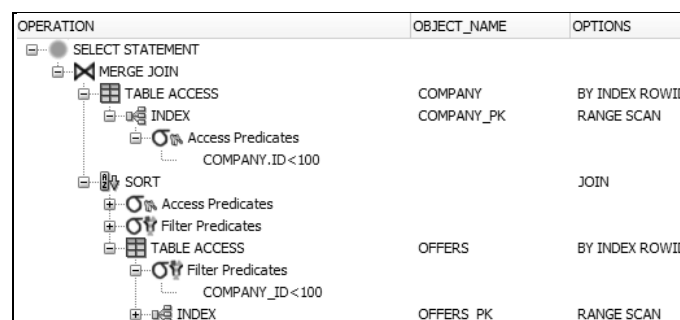 OPERATION OBJECT_NAME OPTIONS
SELECT STATEMENT
MERGE JOIN
TABLE ACCESS COMPANY BY INDEX ROWID
INDEX COMPANY_PK RANGE SCAN
Access Predicates
COMPANY.ID<100
SORT JOIN
Access Predicates
Filter Predicates
TABLE ACCESS OFFERS BY INDEX ROWID
Filter Predicates
COMPANY_ID<100
INDEX OFFERS_PK RANGE SCAN